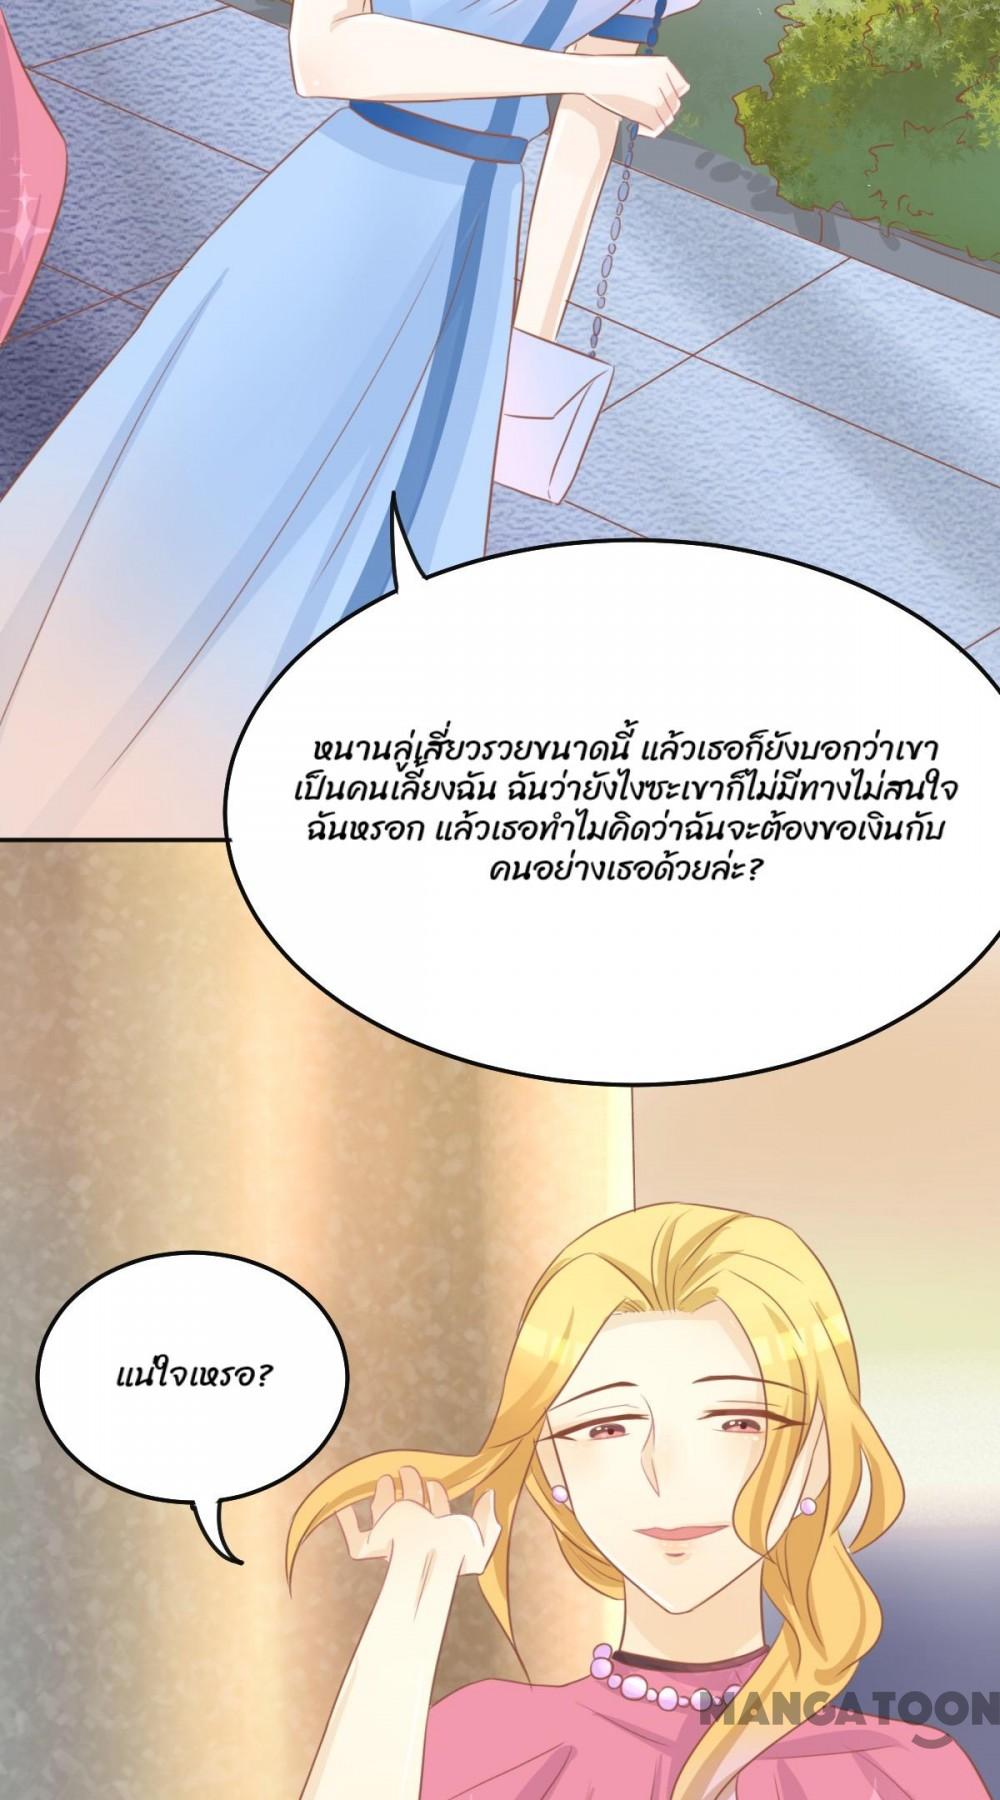 หนานลู่เสี่ยวรวยขนาดนี้ แล้วเธอก็ยังบอกว่าเขา
เป็นคนเลี้ยงฉัน ฉันว่ายังไงซะเขาก็ไม่มีทางไม่สนใจ
ฉันหรอก แล้วเธอทำไมคิดว่าฉันจะต้องขอเงินกับ
คนอย่างเธอด้วยล่ะ?
แน่ใจเหรอ?
MANGATOON